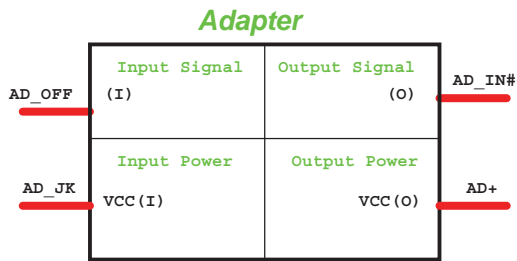 Adapter
Input Signal Output Signal
AD_OFF (I) (O) AD_IN#
Input Power Output Power
AD_JK VCC(I) VCC(O) AD+